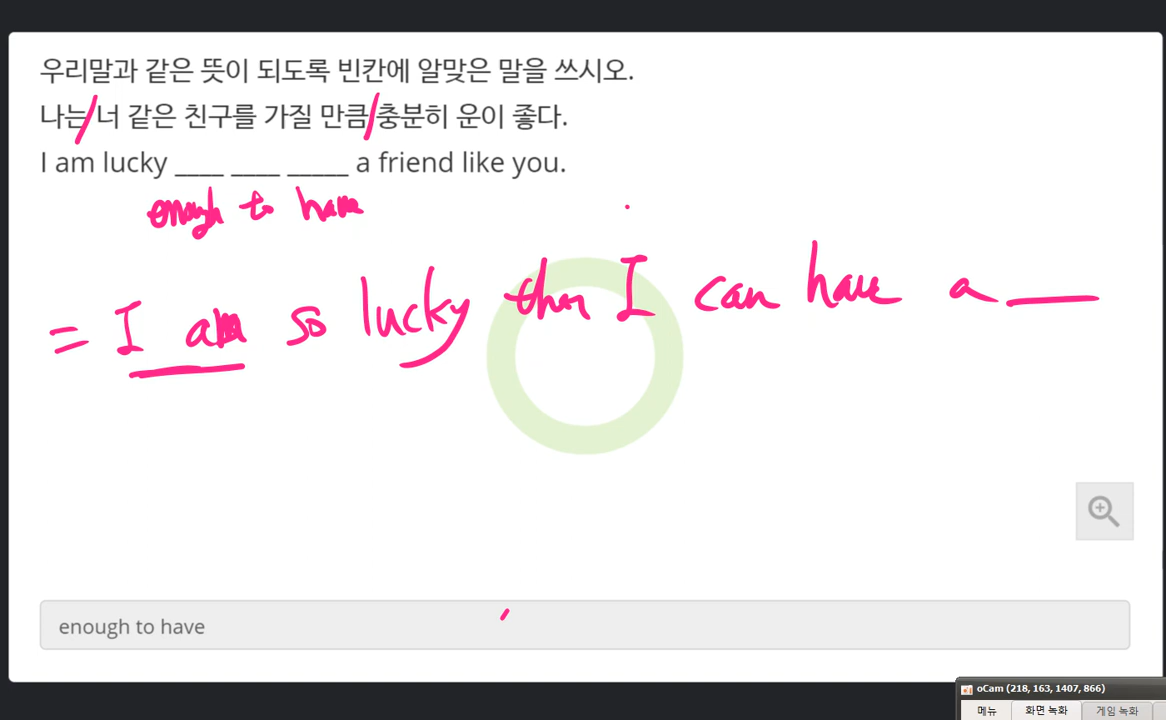 우리말과 같은 뜻이 되도록 빈칸에 알맞은 말을 쓰시오.
나는/너 같은 친구를 가질 만큼/충분히 운이 좋다.
I am lucky ____ ____ _____ a friend like you.
enough to have
= I am so lucky that I can have a ____
enough to have
oCam (218, 163, 1407, 866)
메뉴 화면 녹화 게임 녹화